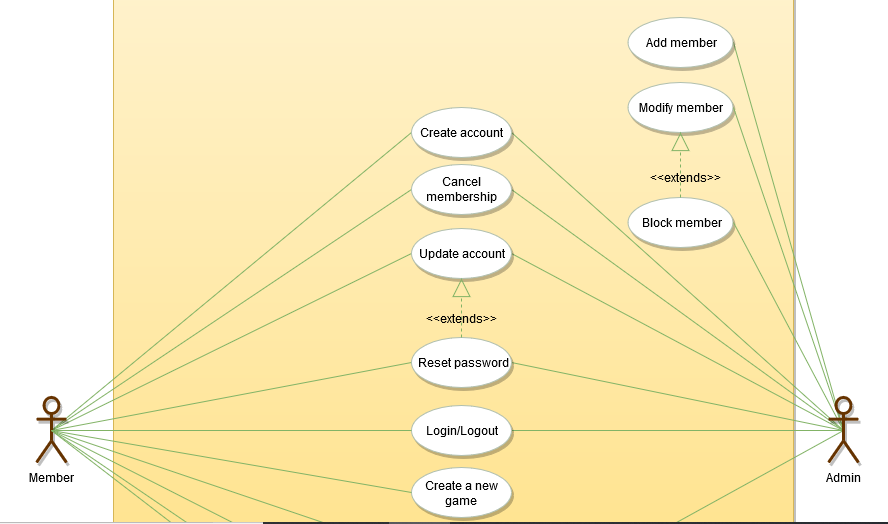 Add member
Modify member
<<extends>>
Block member
Create account
Cancel
membership
Update account
<<extends>>
Reset password
Login/Logout
Create a new
game
Member
Admin